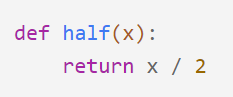 def half(x):
    return x / 2